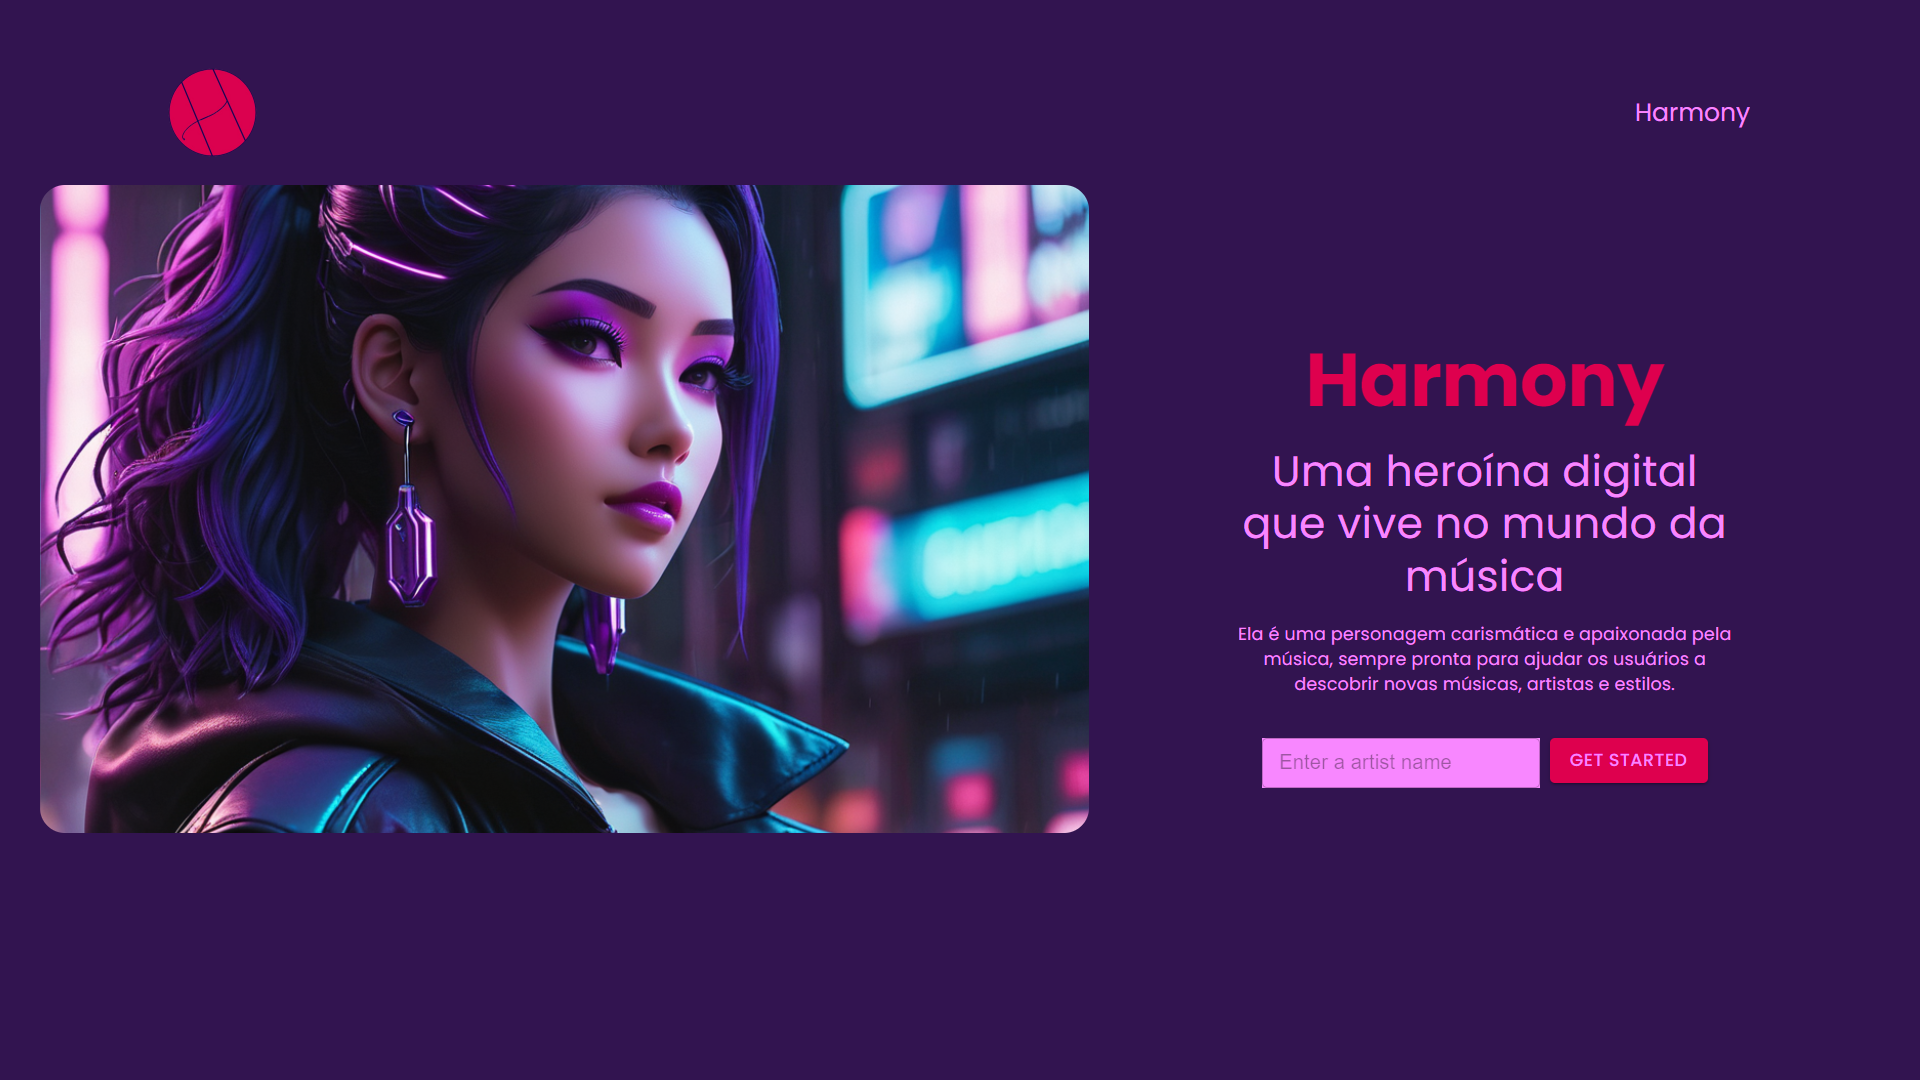 Harmony
Harmony
Uma heroína digital
que vive no mundo da
música
Ela é uma personagem carismática e apaixonada pela
música, sempre pronta para ajudar os usuários a
descobrir novas músicas, artistas e estilos.
Enter a artist name
GET STARTED